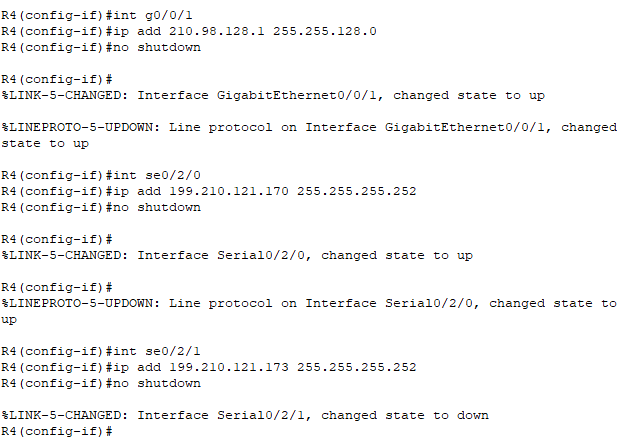 R4(config-if)#int g0/0/1
R4(config-if)#ip add 210.98.128.1 255.255.128.0
R4(config-if)#no shutdown
R4(config-if)#
%LINK-5-CHANGED: Interface GigabitEthernet0/0/1, changed state to up
%LINEPROTO-5-UPDOWN: Line protocol on Interface GigabitEthernet0/0/1, changed
state to up
R4(config-if)#int se0/2/0
R4(config-if)#ip add 199.210.121.170 255.255.255.252
R4(config-if)#no shutdown
R4(config-if)#
%LINK-5-CHANGED: Interface Serial0/2/0, changed state to up
R4(config-if)#
%LINEPROTO-5-UPDOWN: Line protocol on Interface Serial0/2/0, changed state to
up
R4(config-if)#int se0/2/1
R4(config-if)#ip add 199.210.121.173 255.255.255.252
R4(config-if)#no shutdown
%LINK-5-CHANGED: Interface Serial0/2/1, changed state to down
R4(config-if)#